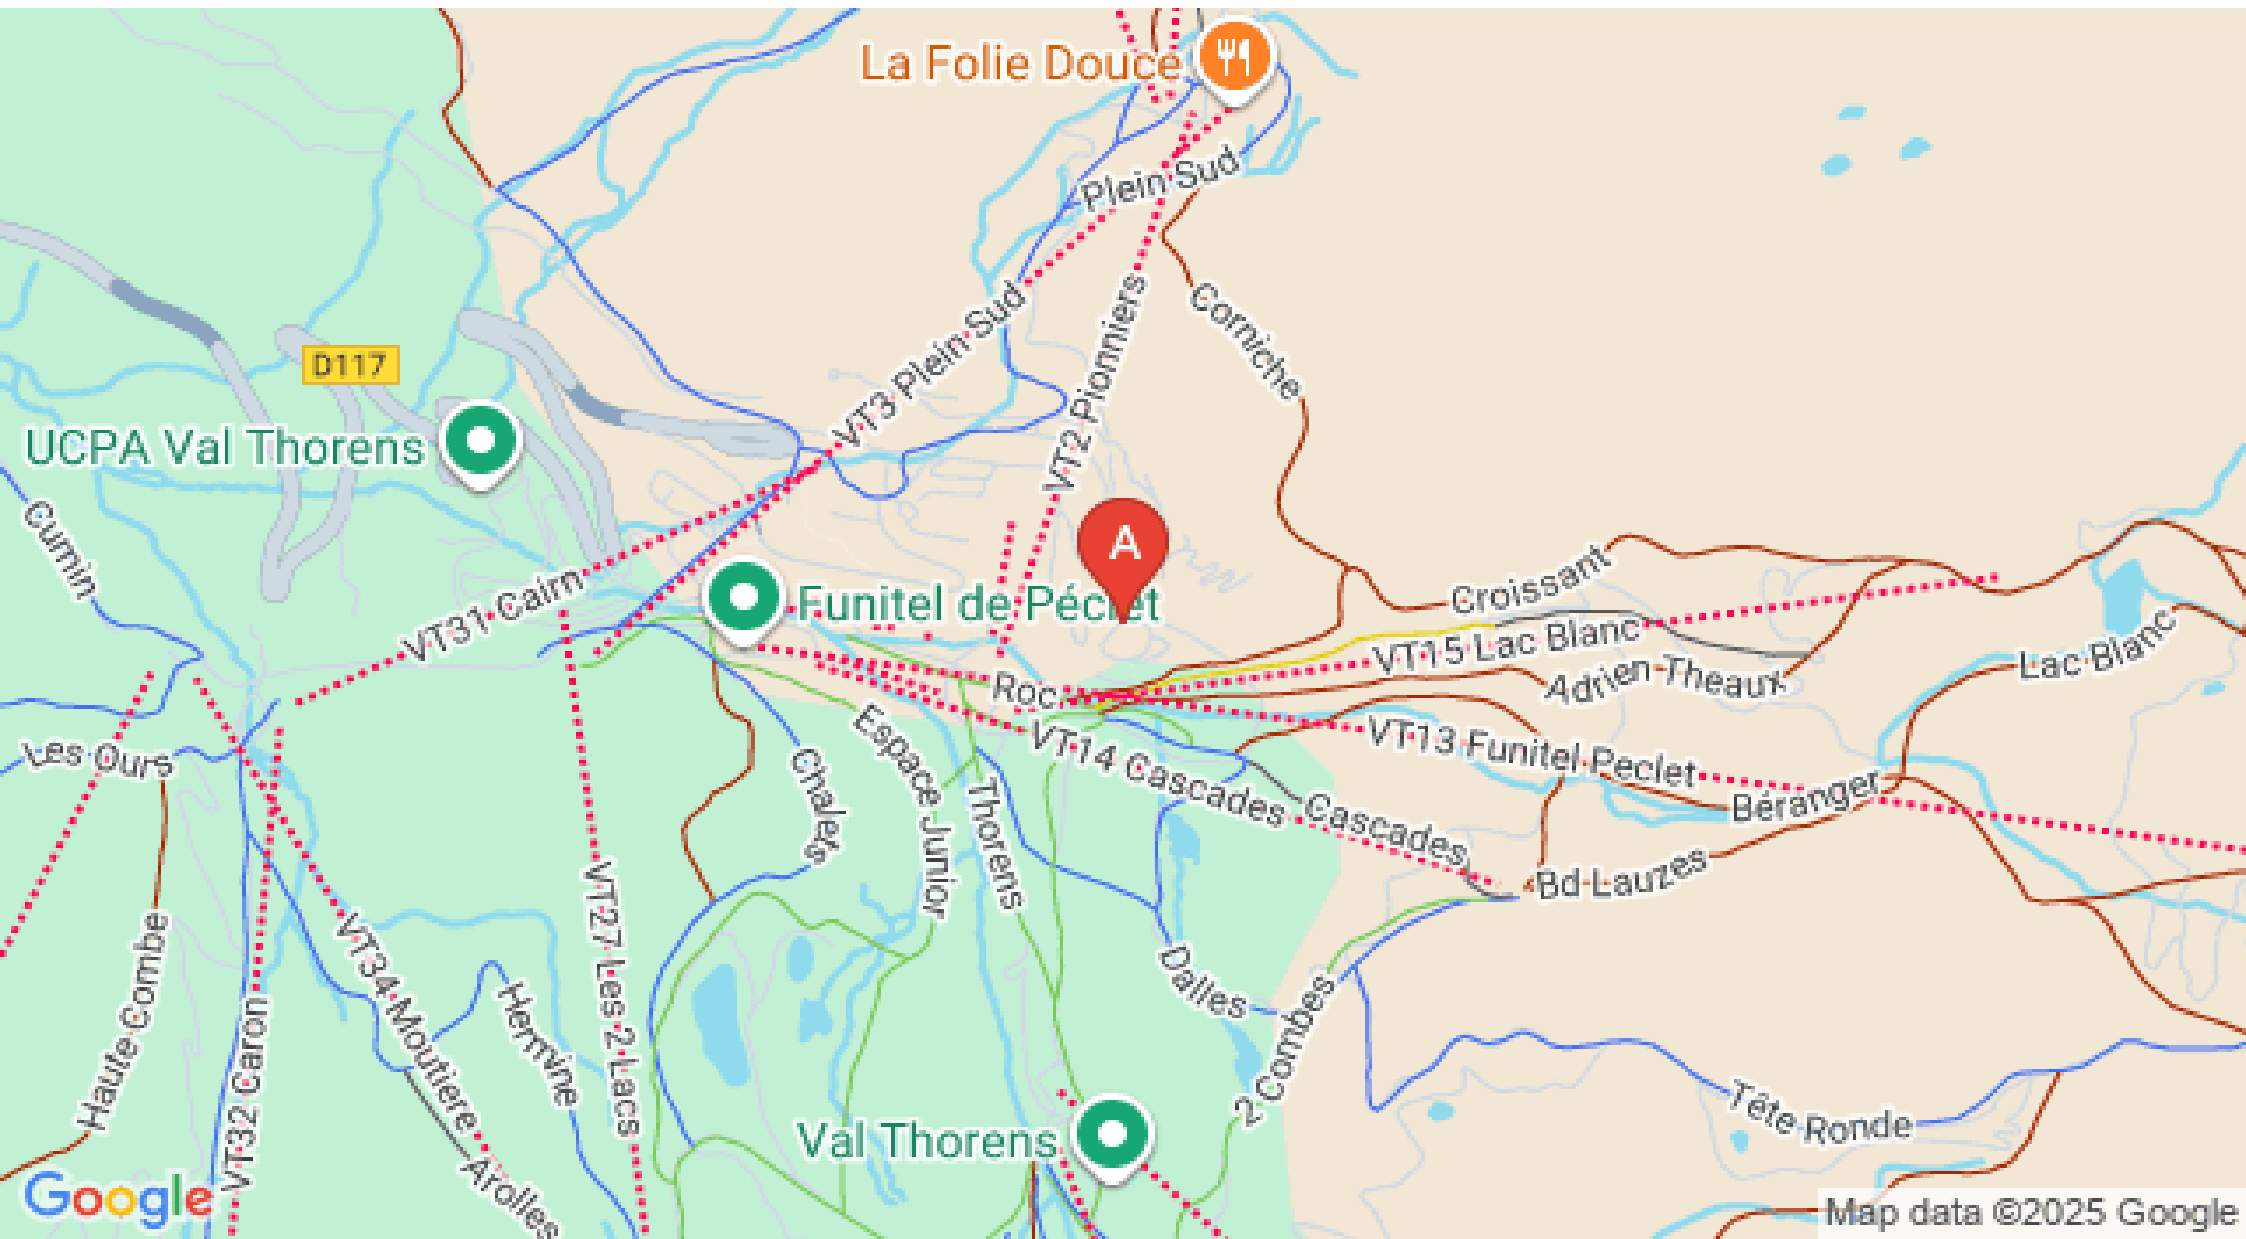 La Folie Douce
Plein Sud
Corniche
VT3 Plein Sud
VT2 Pionniers
D117
UCPA Val Thorens
A
Cumin
VT31 Cairn
Funitel de Péclet
Croissant
VT15 Lac Blanc
Adrien Theaux
Lac Blanc
Roc
VT13 Funitel Peclet
VT14 Cascades
Cascades
Béranger
Bd Lauzes
Les Ours
Chalets
Espace Junior
Thorens
Haute Combe
VT32 Caron
VT34 Moutiere
Hermine
Arolles
VT27 Les 2 Lacs
Dalles
2 Combes
Tête Ronde
Val Thorens
Google
Map data ©2025 Google